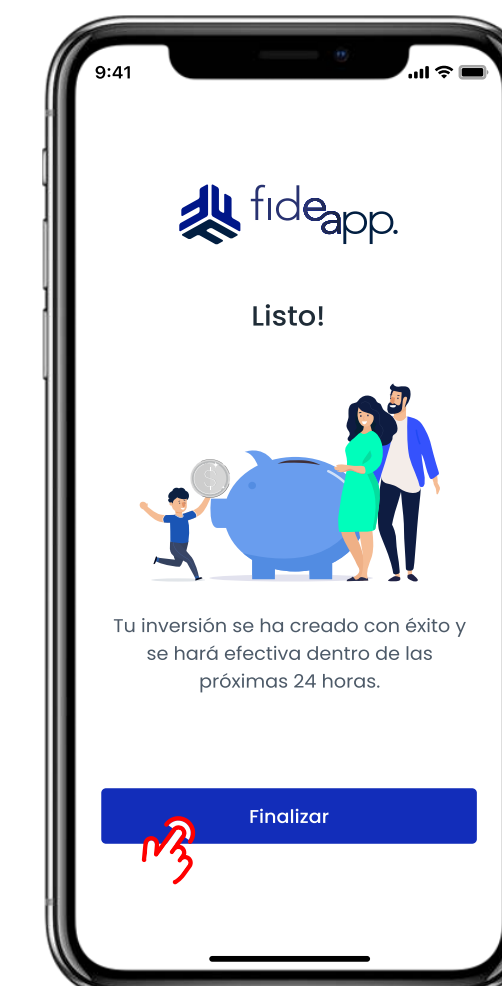 9:41
fideapp.
Listo!
$
Tu inversión se ha creado con éxito y
se hará efectiva dentro de las
próximas 24 horas.
Finalizar